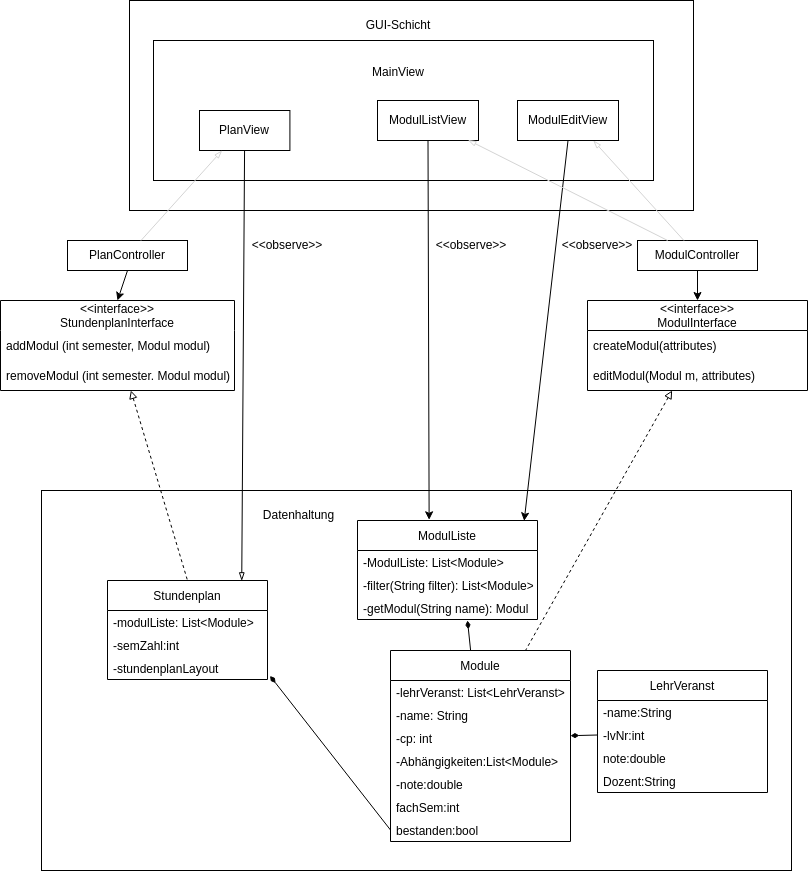 GUI-Schicht
MainView
PlanView
ModulListView
ModulEditView
<<observe>>
<<observe>>
<<observe>>
PlanController
ModulController
<<interface>>
StundenplanInterface
addModul (int semester, Modul modul)
removeModul (int semester. Modul modul)
<<interface>>
ModulInterface
createModul(attributes)
editModul(Modul m, attributes)
Datenhaltung
ModulListe
-ModulListe: List<Module>
-filter(String filter): List<Module>
-getModul(String name): Modul
Stundenplan
-modulListe: List<Module>
-semZahl:int
-stundenplanLayout
Module
-lehrVeranst: List<LehrVeranst>
-name: String
-cp: int
-Abhängigkeiten:List<Module>
-note:double
fachSem:int
bestanden:bool
LehrVeranst
-name:String
-lvNr:int
note:double
Dozent:String